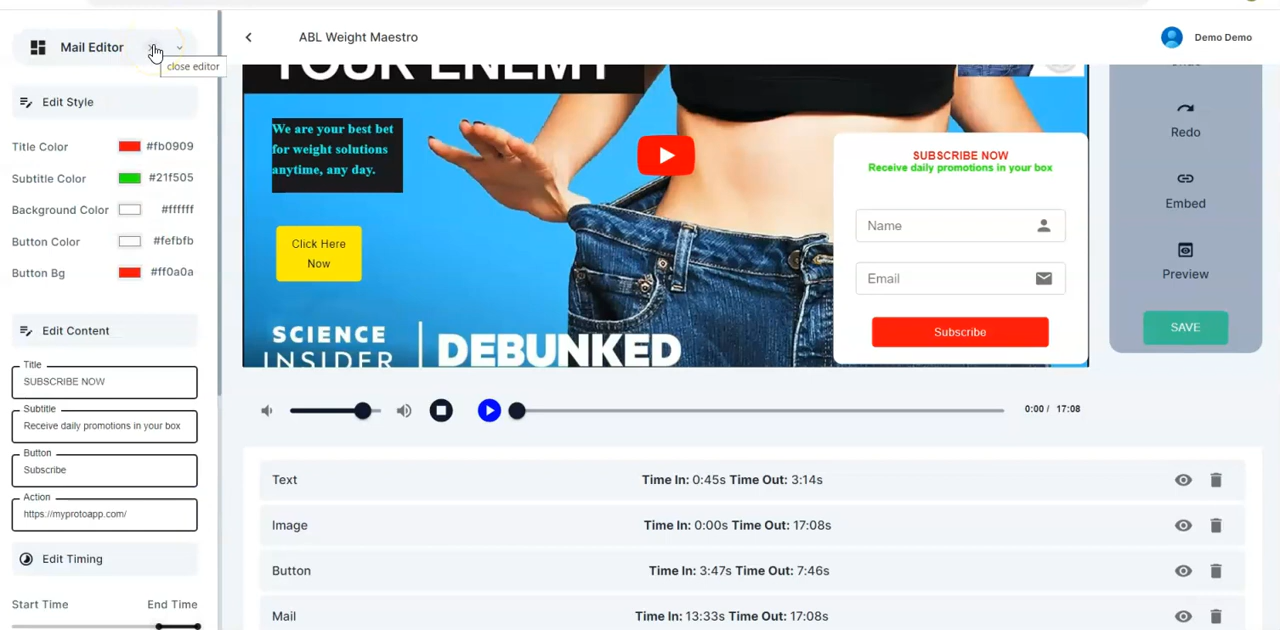 Mail Editor
close editor
Edit Style
Title Color
#fb0909
Subtitle Color
#21f505
Background Color
#ffffff
Button Color
#fefbfb
Button Bg
#ff0a0a
Edit Content
Title
SUBSCRIBE NOW
Subtitle
Receive daily promotions in your box
Button
Subscribe
Action
https://myprotoapp.com/
Edit Timing
Start Time
End Time
ABL Weight Maestro
Demo Demo
YOUR ENEMY
We are your best bet
for weight solutions
anytime, any day.
Click Here
Now
SCIENCE
INSIDER
DEBUNKED
SUBSCRIBE NOW
Receive daily promotions in your box
Name
Email
Subscribe
Undo
Redo
Embed
Preview
SAVE
0:00 / 17:08
Text
Time In: 0:45s Time Out: 3:14s
Image
Time In: 0:00s Time Out: 17:08s
Button
Time In: 3:47s Time Out: 7:46s
Mail
Time In: 13:33s Time Out: 17:08s